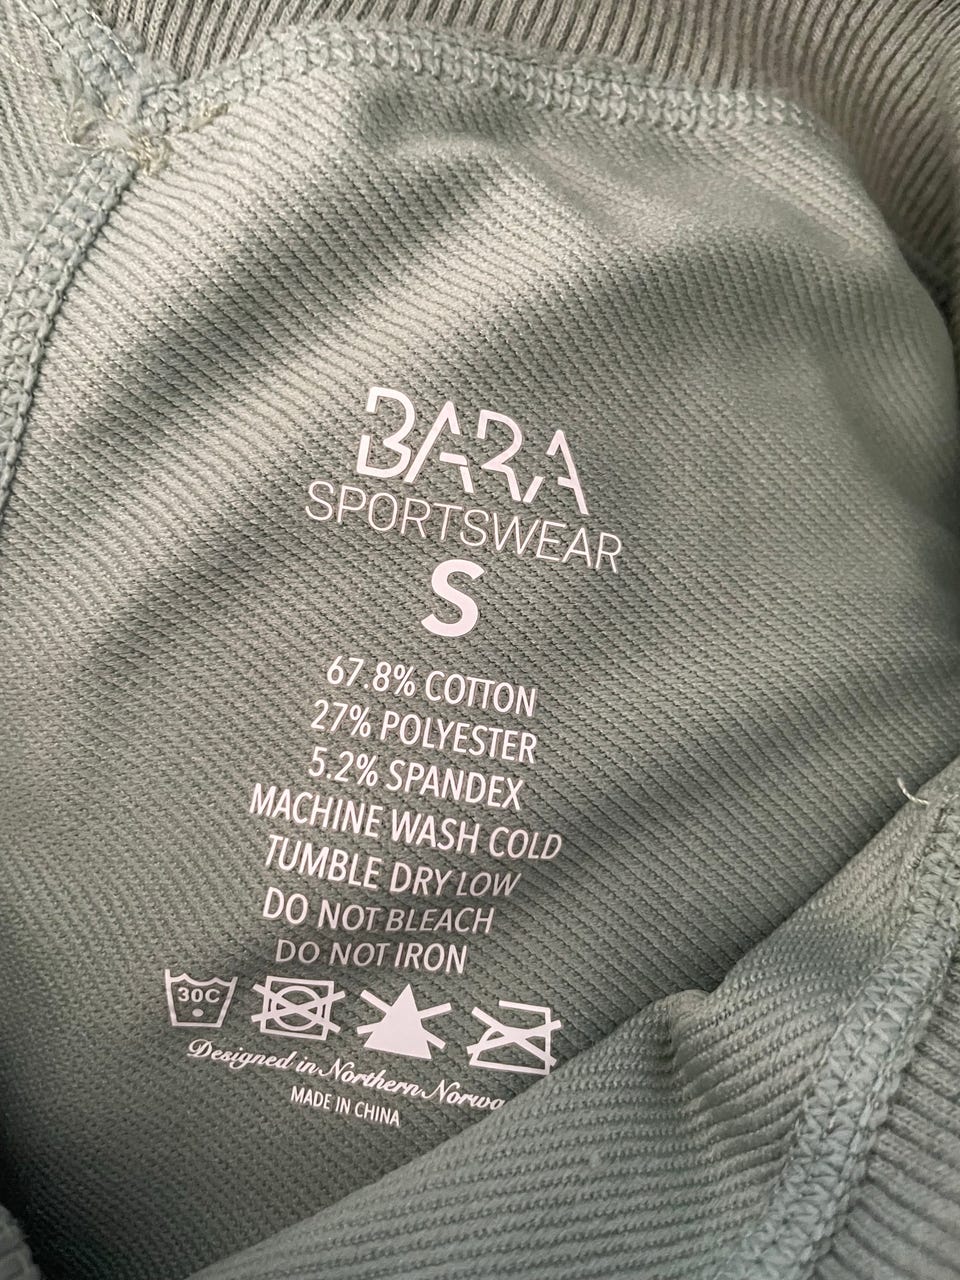 BARA
SPORTSWEAR
S
67.8% COTTON
27% POLYESTER
5.2% SPANDEX
MACHINE WASH COLD
TUMBLE DRY LOW
DO NOT BLEACH
DO NOT IRON
30C
Designed in Northern
MADE IN CHINA